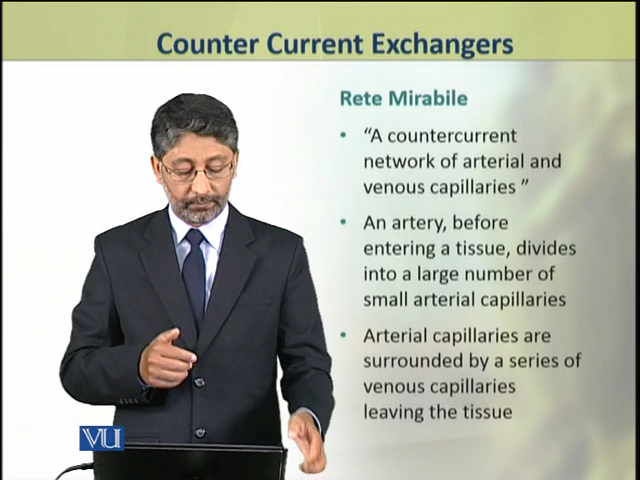 Counter Current Exchangers
Rete Mirabile
• “A countercurrent
network of arterial and
venous capillaries ”
• An artery, before
entering a tissue, divides
into a large number of
small arterial capillaries
• Arterial capillaries are
surrounded by a series of
venous capillaries
leaving the tissue
VU